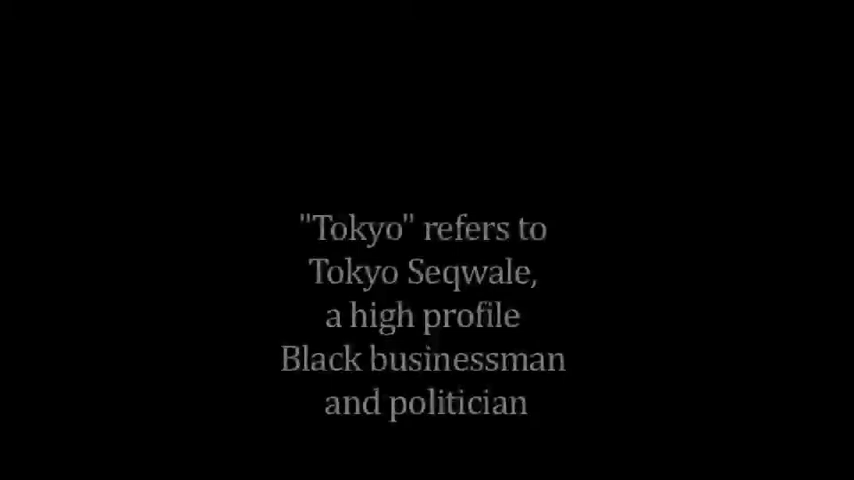 "Tokyo" refers to
Tokyo Seqwale,
a high profile
Black businessman
and politician